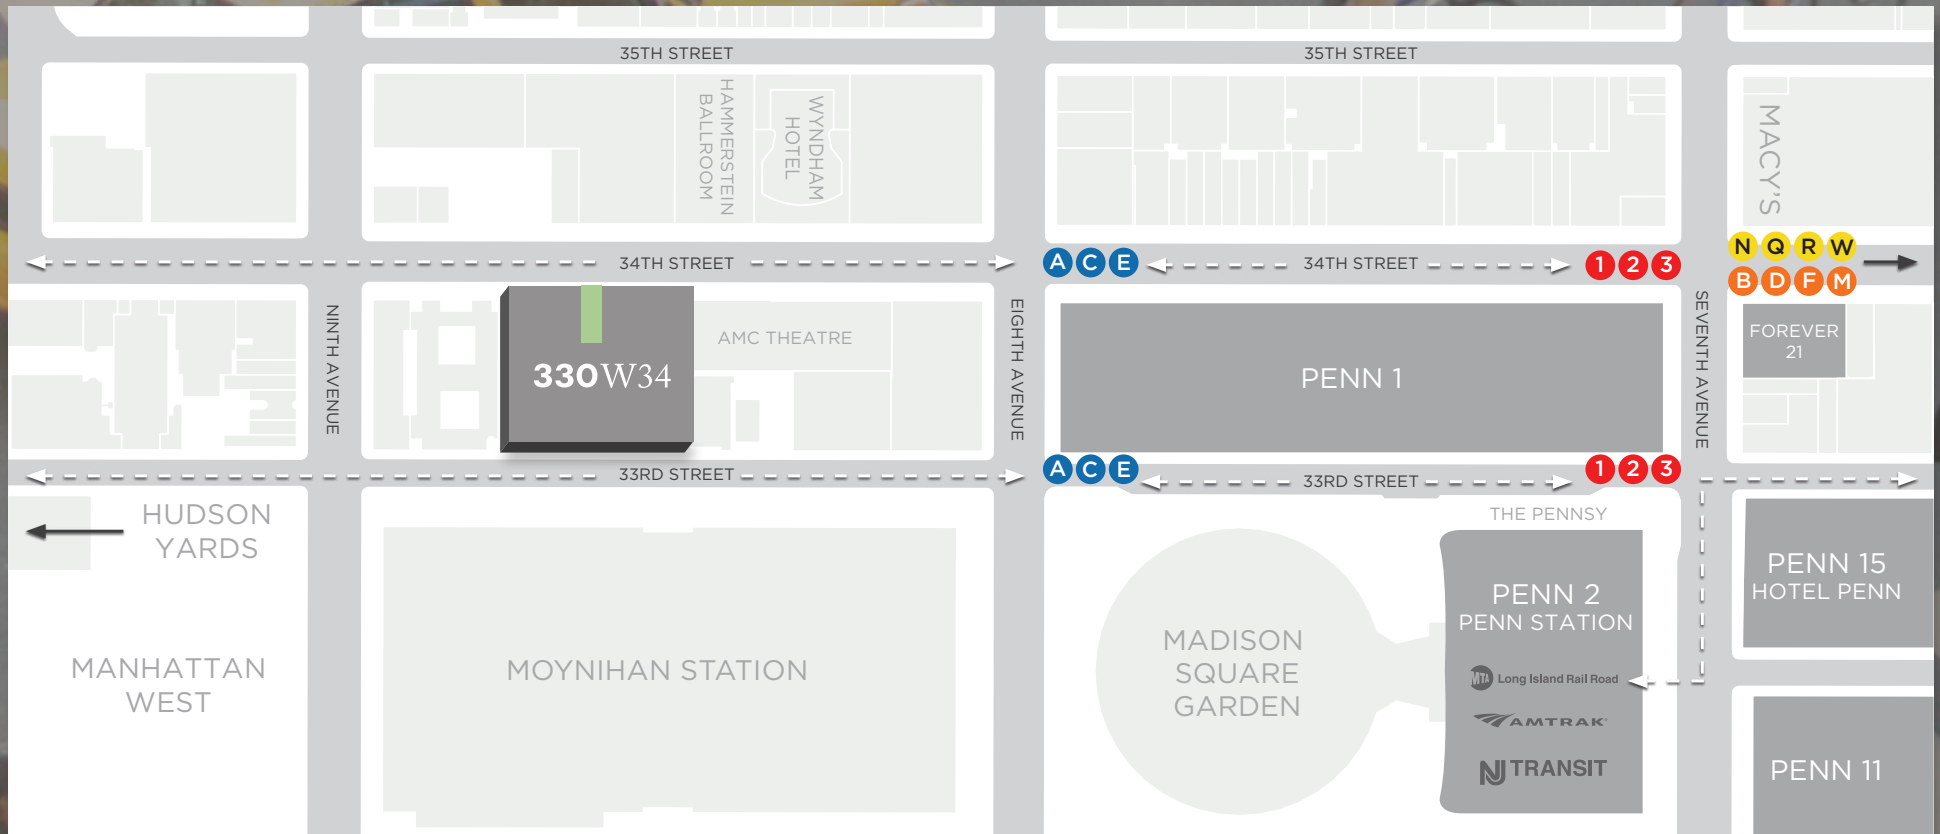 35TH STREET
35TH STREET
HAMMERSTEIN
BALLROOM
WYNDHAM
HOTEL
MACY'S
N Q R W
34TH STREET
A C E
34TH STREET
1 2 3
B D F M
NINTH AVENUE
330W34
AMC THEATRE
EIGHTH AVENUE
PENN 1
SEVENTH AVENUE
FOREVER
21
33RD STREET
A C E
33RD STREET
1 2 3
HUDSON
YARDS
THE PENNSY
MANHATTAN
WEST
MOYNIHAN STATION
MADISON
SQUARE
GARDEN
PENN 2
PENN STATION
MTA Long Island Rail Road
AMTRAK
NJ TRANSIT
PENN 15
HOTEL PENN
PENN 11